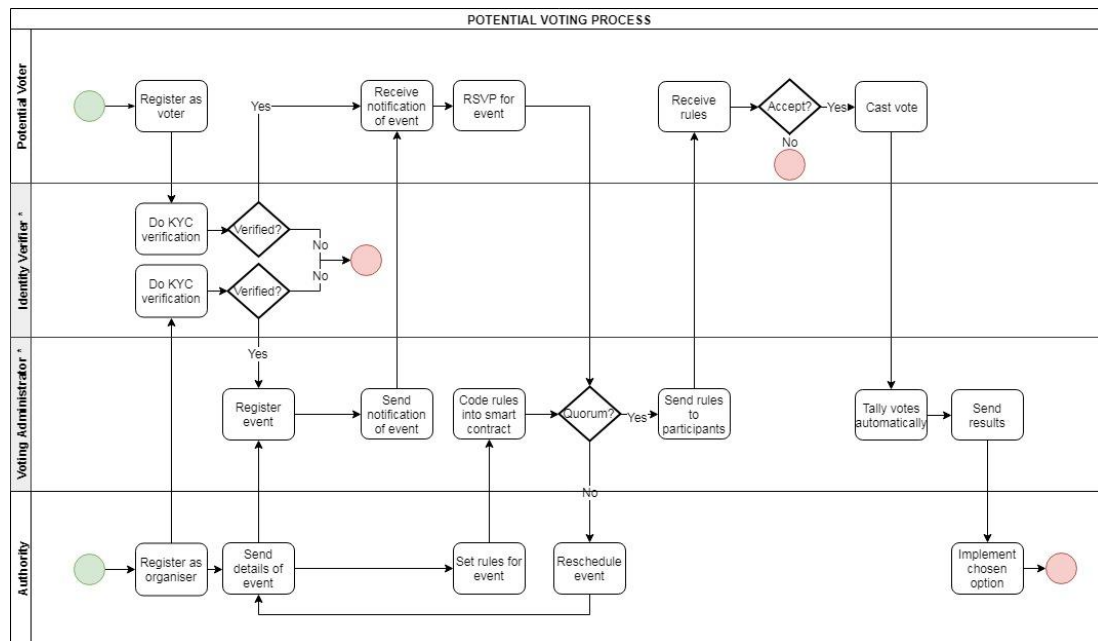 POTENTIAL VOTING PROCESS
Potential Voter
Register as
voter
Yes
Receive
notification
of event
RSVP for
event
Receive
rules
Accept?
Yes
Cast vote
No
Identity Verifier *
Do KYC
verification
Verified?
No
Do KYC
verification
Verified?
No
Yes
Voting Administrator *
Register
event
Send
notification
of event
Code rules
into smart
contract
Quorum?
Yes
Send rules
to
participants
Tally votes
automatically
Send
results
No
Authority
Register as
organiser
Send
details of
event
Set rules for
event
Reschedule
event
Implement
chosen
option